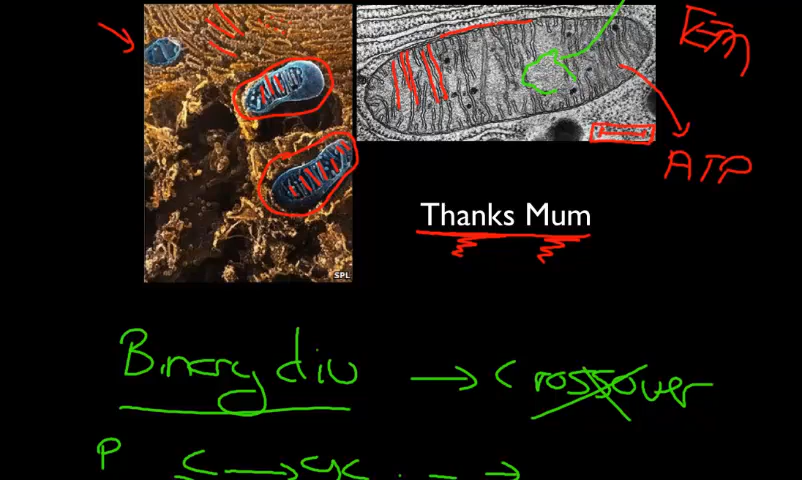 Em
ATP
SPL
Thanks Mum
Binary div → Crossover
P